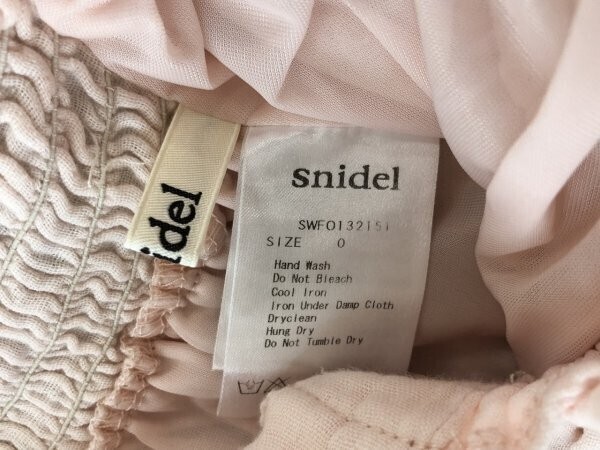 idel
snidel
SWFO132151
SIZE 0
Hand Wash
Do Not Bleach
Cool Iron
Iron Under Damp Cloth
Dryclean
Hung Dry
Do Not Tumble Dry